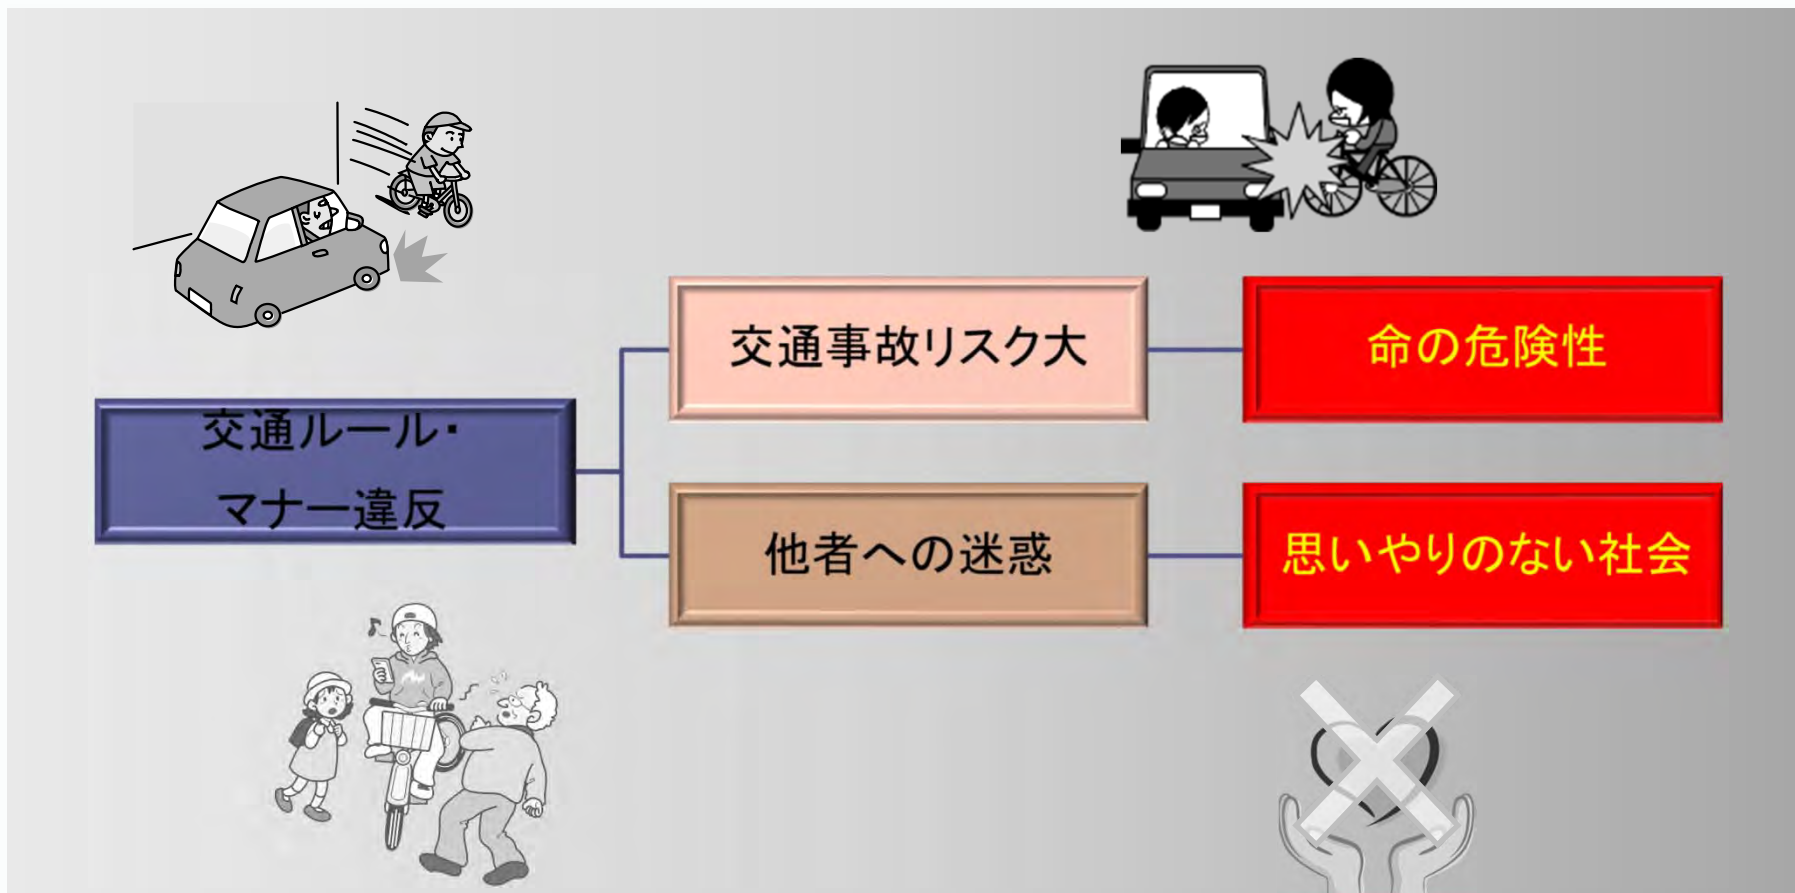 交通ルール・
マナー違反
交通事故リスク大
命の危険性
他者への迷惑
思いやりのない社会